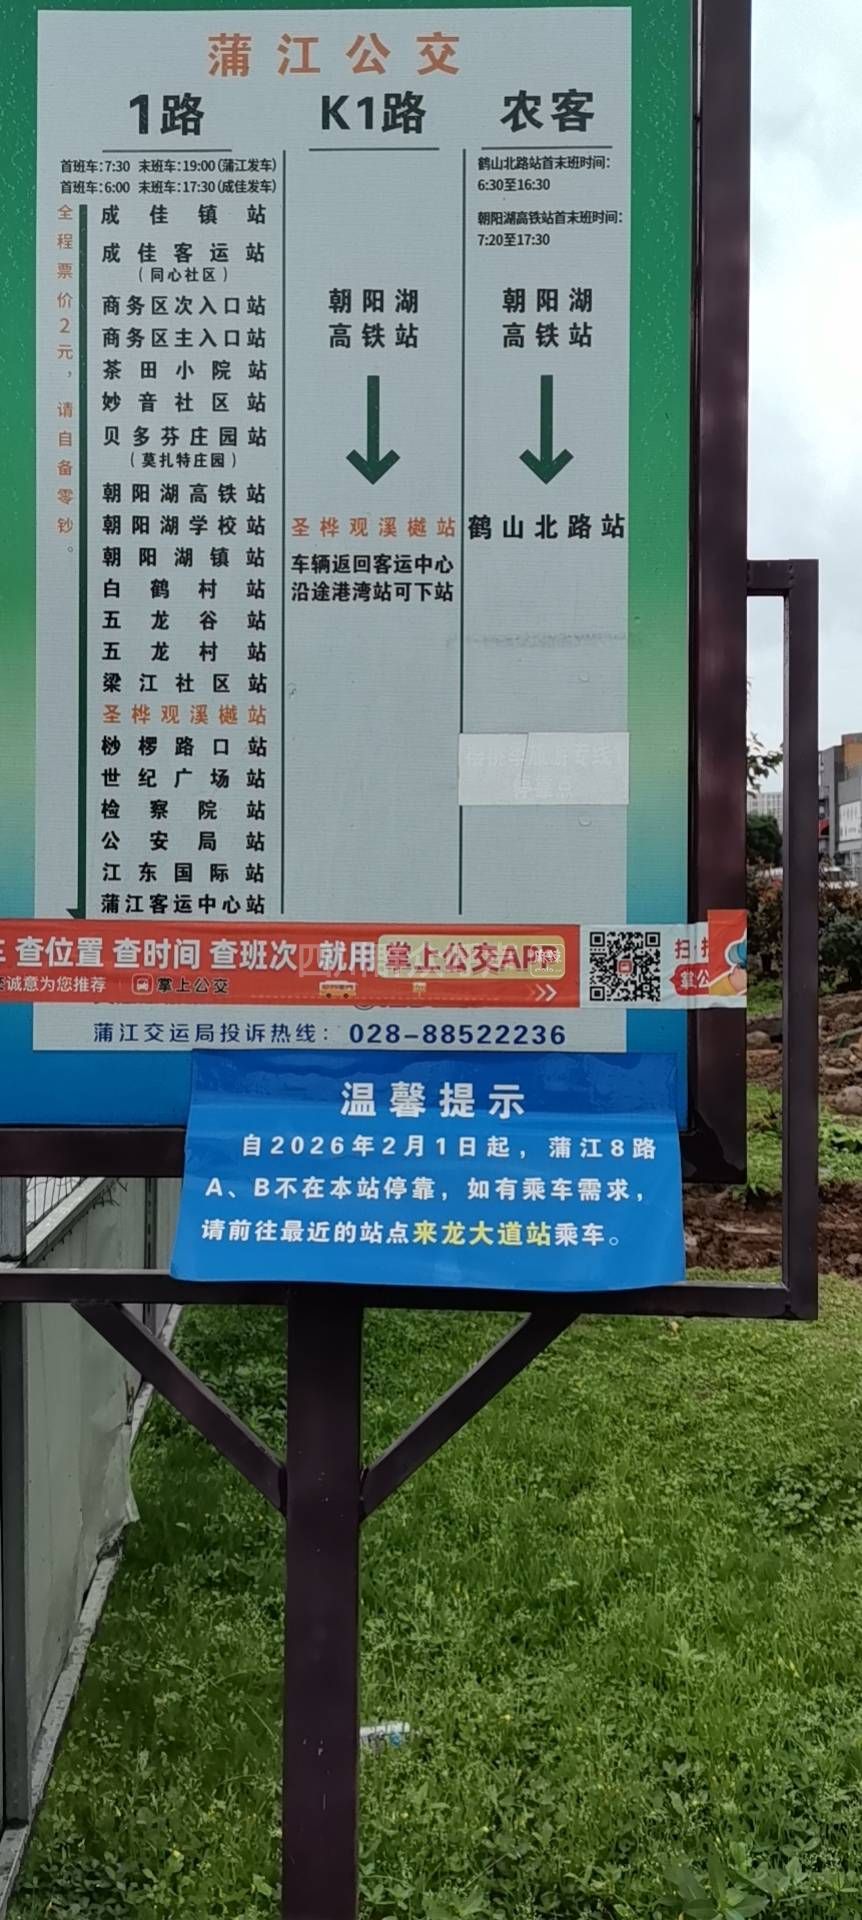 蒲江公交
1路
首班车:7:30 末班车:19:00(蒲江发车)
首班车:6:00 末班车:17:30(成佳发车)
全程票价2元，请自备零钞。
成佳镇站
成佳客运站
(同心社区)
商务区次入口站
商务区主入口站
茶田小院站
妙音社区站
贝多芬庄园站
(莫扎特庄园)
朝阳湖高铁站
朝阳湖学校站
朝阳湖镇站
白鹤村站
五龙谷站
五龙村站
梁江社区站
圣桦观溪樾站
桫椤路口站
世纪广场站
检察院站
公安局站
江东国际站
蒲江客运中心站
K1路
朝阳湖
高铁站
圣桦观溪樾站
车辆返回客运中心
沿途港湾站可下站
农客
鹤山北路站首末班时间:
6:30至16:30
朝阳湖高铁站首末班时间:
7:20至17:30
朝阳湖
高铁站
鹤山北路站
查位置 查时间 查班次 就用掌上公交APP
诚意为您推荐 掌上公交
扫一扫
掌公
蒲江交运局投诉热线: 028-88522236
温馨提示
自2026年2月1日起，蒲江8路
A、B不在本站停靠，如有乘车需求，
请前往最近的站点来龙大道站乘车。